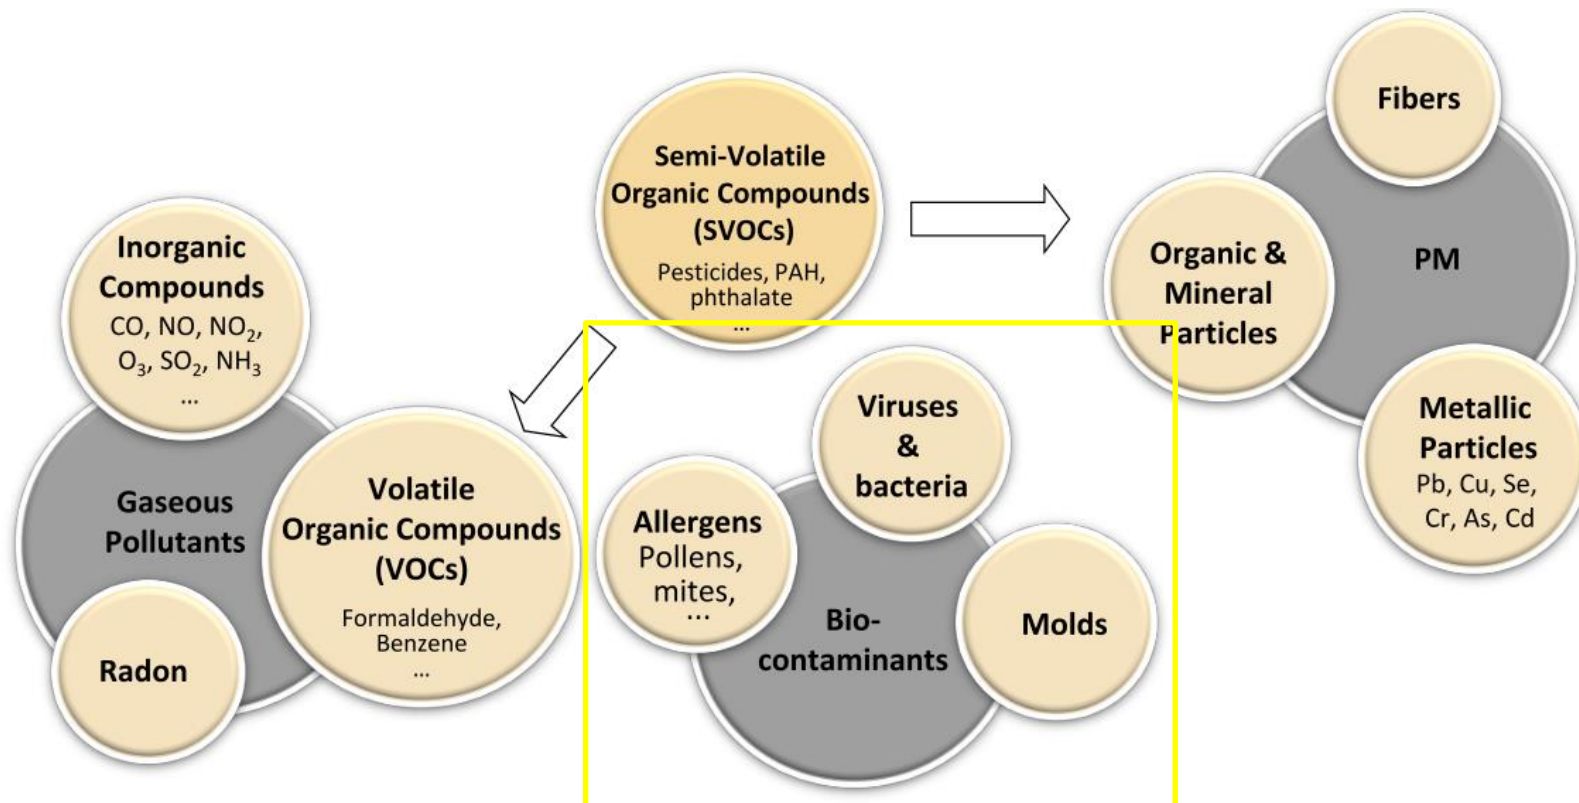 Semi-Volatile
Organic Compounds
(SVOCs)
Pesticides, PAH,
phthalate
...
Fibers
Organic &
Mineral
Particles
PM
Metallic
Particles
Pb, Cu, Se,
Cr, As, Cd
Inorganic
Compounds
CO, NO, NO₂,
O₃, SO₂, NH₃
...
Gaseous
Pollutants
Volatile
Organic Compounds
(VOCs)
Formaldehyde,
Benzene
...
Radon
Viruses
&
bacteria
Allergens
Pollens,
mites,
...
Bio-
contaminants
Molds